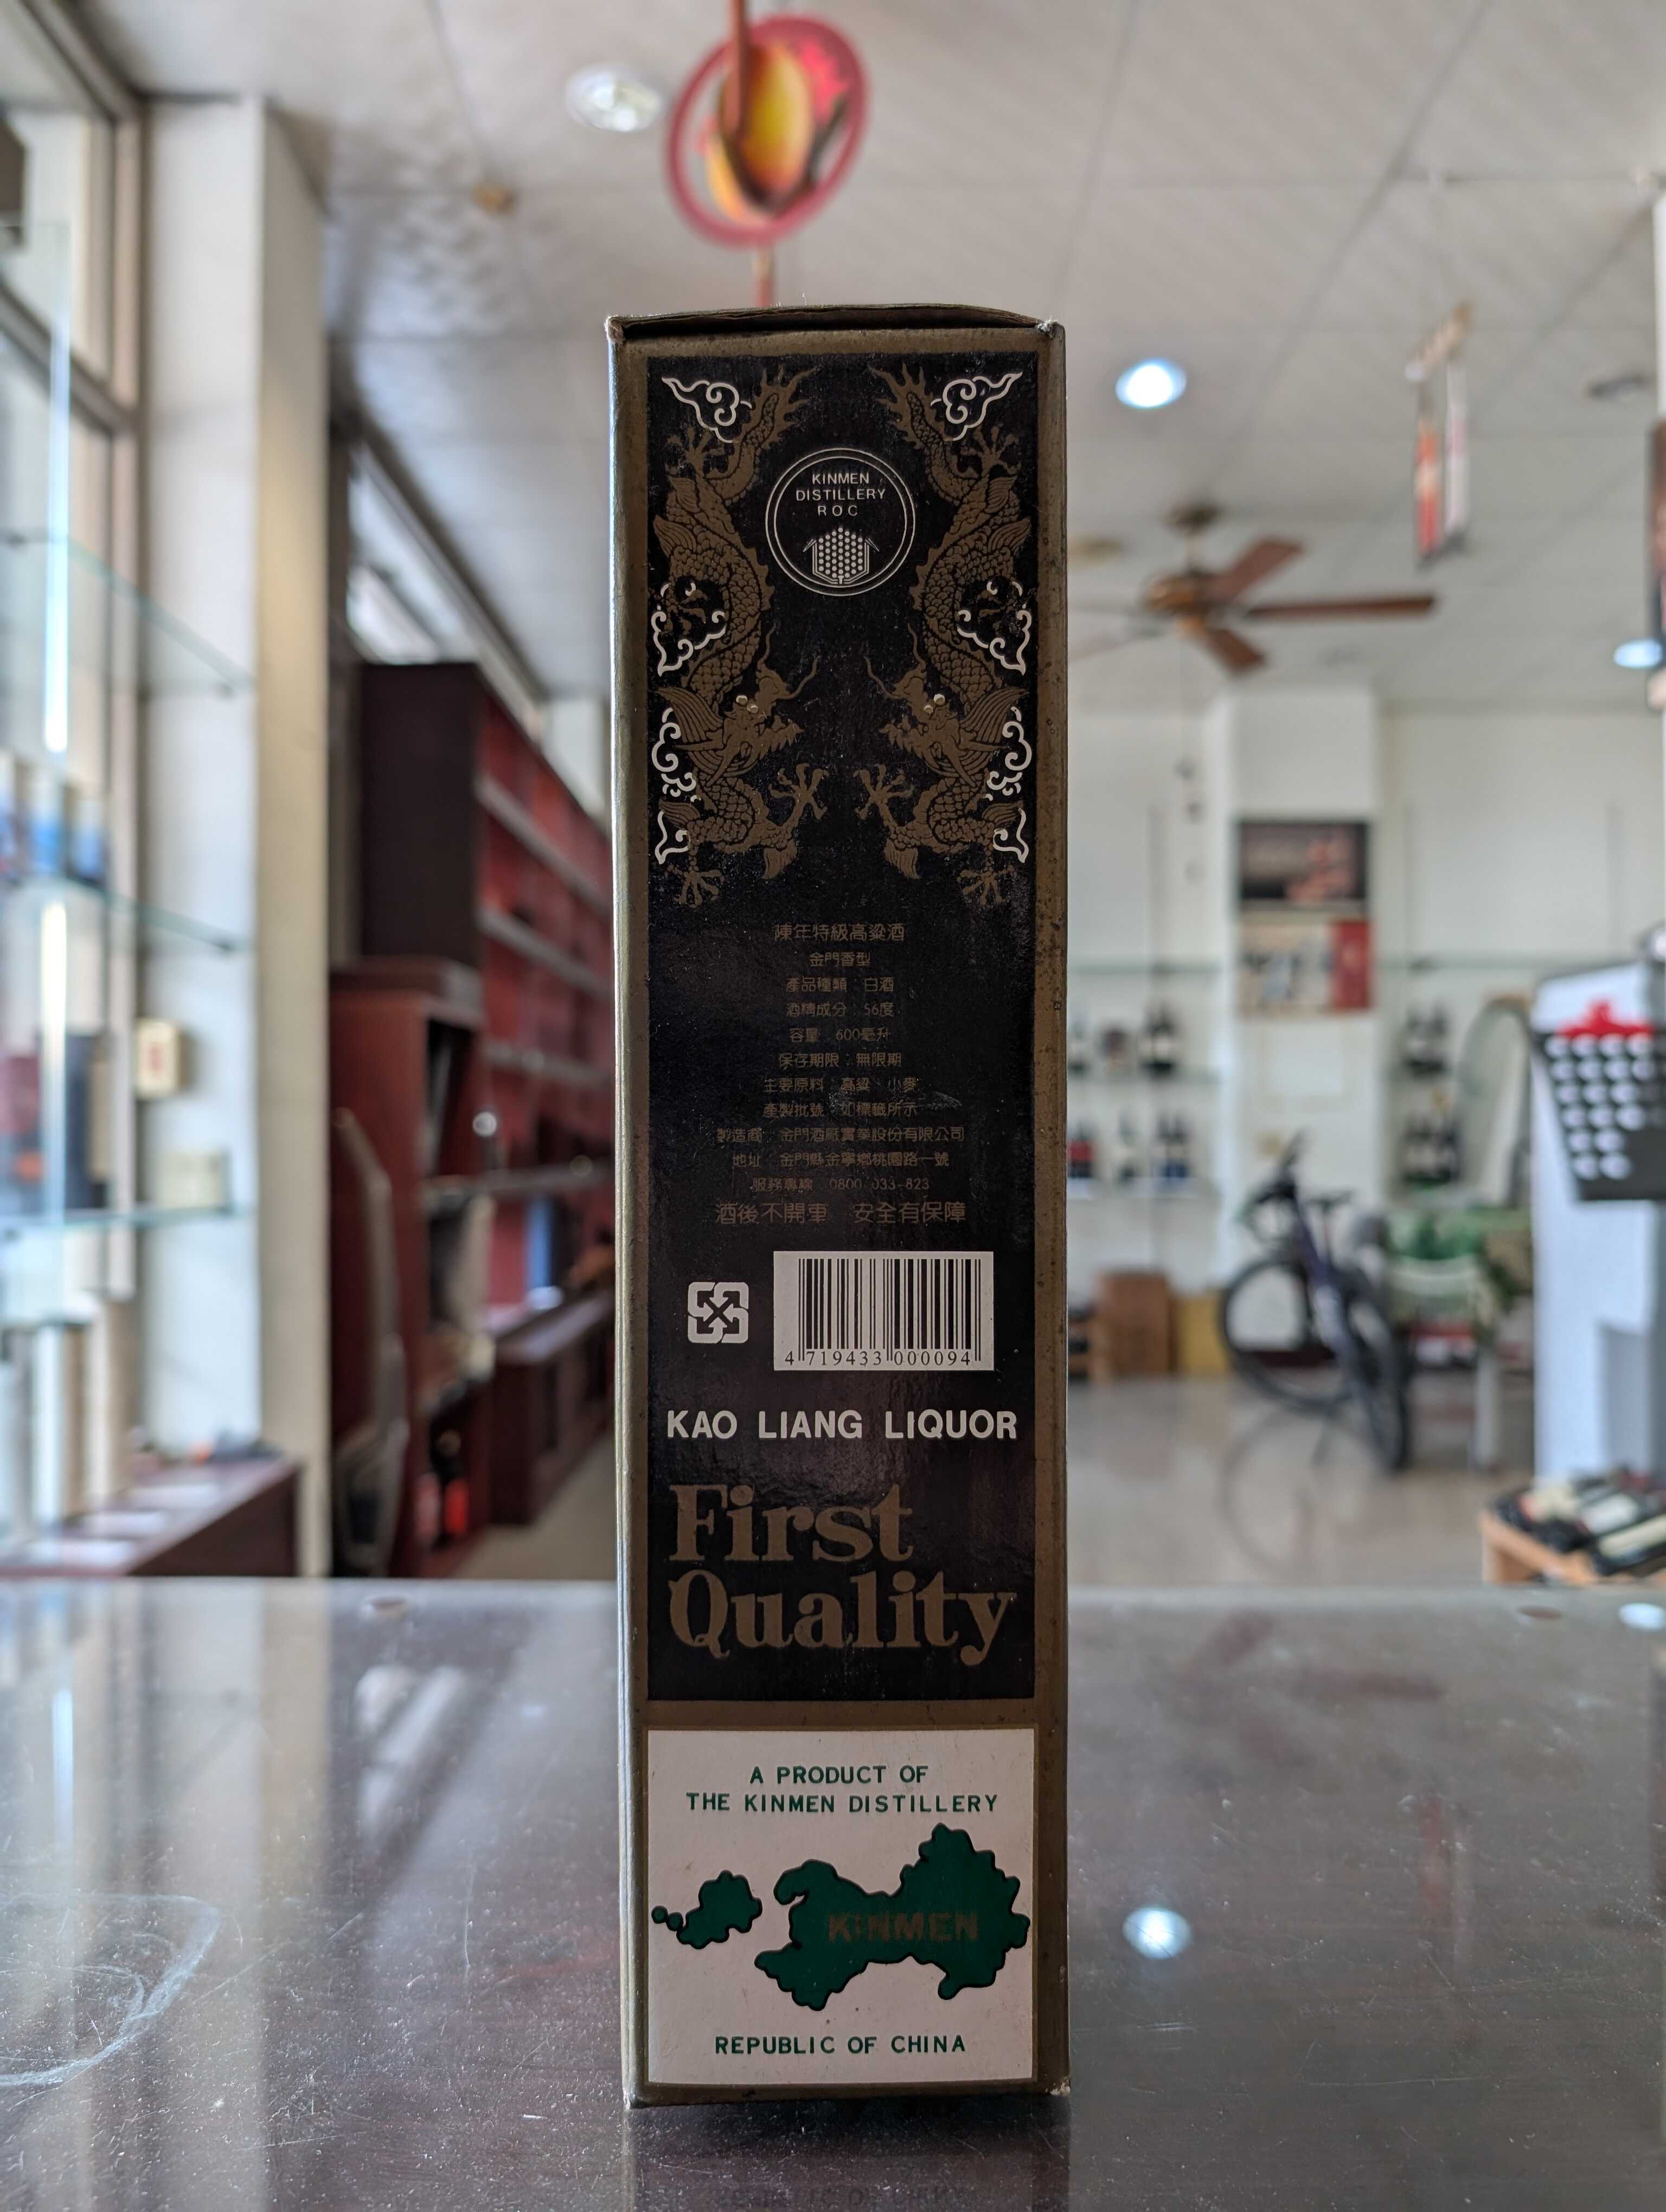 KINMEN
DISTILLERY
ROC
陳年特級高粱酒
金門香型
產品種類：白酒
酒精成分：56度
容量：600毫升
保存期限：無限期
主要原料：高粱、小麥
產製批號：如標籤所示
製造商：金門酒廠實業股份有限公司
地址：金門縣金寧鄉桃園路一號
服務專線：0800-033-823
酒後不開車 安全有保障
4 719433 000094
KAO LIANG LIQUOR
First
Quality
A PRODUCT OF
THE KINMEN DISTILLERY
KINMEN
REPUBLIC OF CHINA